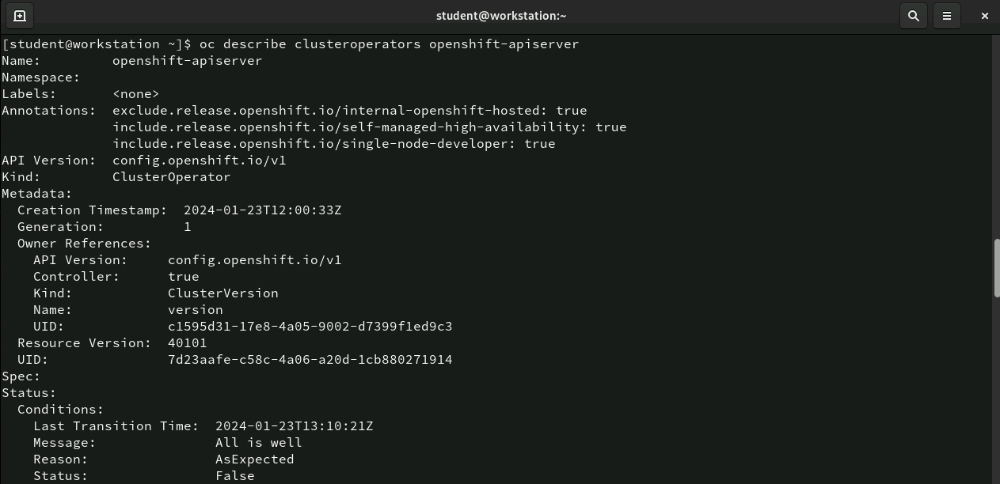 student@workstation:~
[student@workstation ~]$ oc describe clusteroperators openshift-apiserver
Name:         openshift-apiserver
Namespace:
Labels:       <none>
Annotations:  exclude.release.openshift.io/internal-openshift-hosted: true
              include.release.openshift.io/self-managed-high-availability: true
              include.release.openshift.io/single-node-developer: true
API Version:  config.openshift.io/v1
Kind:         ClusterOperator
Metadata:
  Creation Timestamp:  2024-01-23T12:00:33Z
  Generation:          1
  Owner References:
    API Version:     config.openshift.io/v1
    Controller:      true
    Kind:            ClusterVersion
    Name:            version
    UID:             c1595d31-17e8-4a05-9002-d7399f1ed9c3
  Resource Version:  40101
  UID:               7d23aafe-c58c-4a06-a20d-1cb880271914
Spec:
Status:
  Conditions:
    Last Transition Time:  2024-01-23T13:10:21Z
    Message:               All is well
    Reason:                AsExpected
    Status:                False